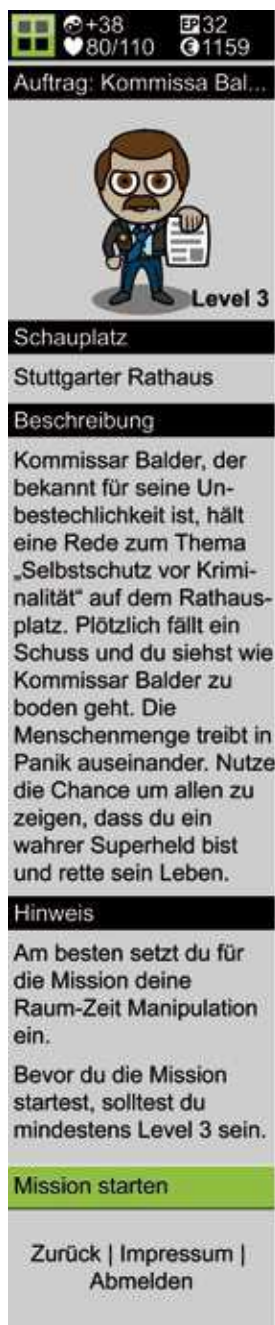 +38 EP 32
80/110 € 1159
Auftrag: Kommissa Bal...
Level 3
Schauplatz
Stuttgarter Rathaus
Beschreibung
Kommissar Balder, der
bekannt für seine Un-
bestechlichkeit ist, hält
eine Rede zum Thema
„Selbstschutz vor Krimi-
nalität“ auf dem Rathaus-
platz. Plötzlich fällt ein
Schuss und du siehst wie
Kommissar Balder zu
boden geht. Die
Menschenmenge treibt in
Panik auseinander. Nutze
die Chance um allen zu
zeigen, dass du ein
wahrer Superheld bist
und rette sein Leben.
Hinweis
Am besten setzt du für
die Mission deine
Raum-Zeit Manipulation
ein.
Bevor du die Mission
startest, solltest du
mindestens Level 3 sein.
Mission starten
Zurück | Impressum |
Abmelden